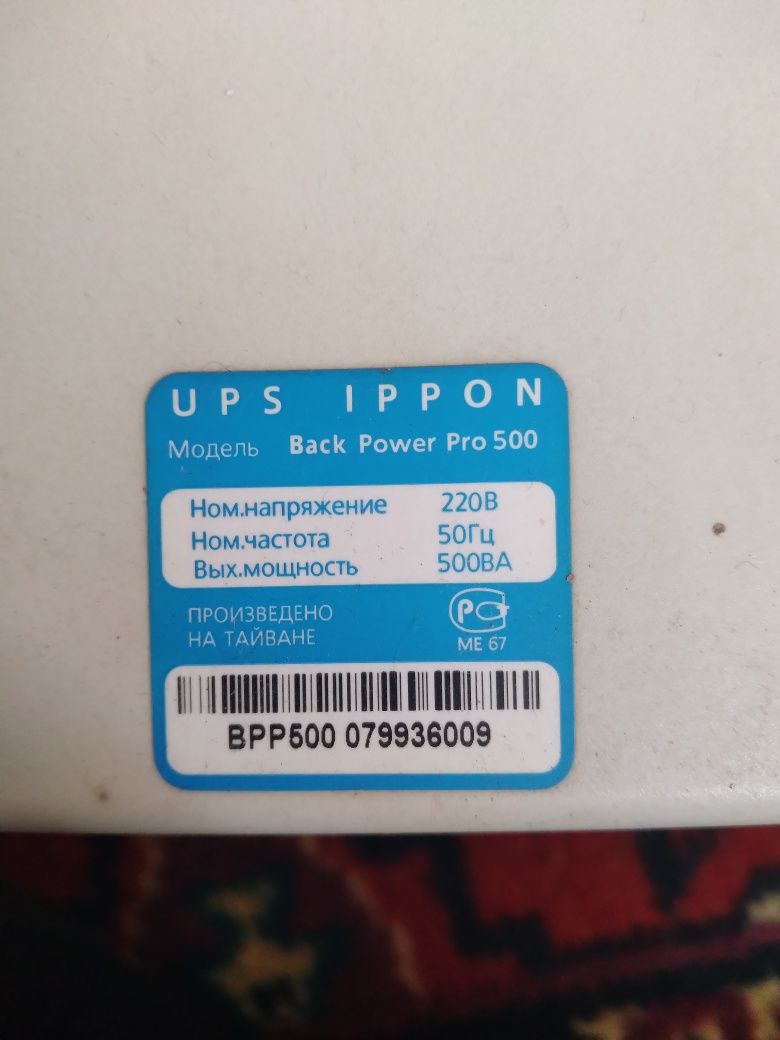 UPS IPPON
Модель Back Power Pro 500
Ном.напряжение 220В
Ном.частота 50Гц
Вых.мощность 500ВА
ПРОИЗВЕДЕНО
НА ТАЙВАНЕ
РСТ
МЕ 67
BPP500 079936009